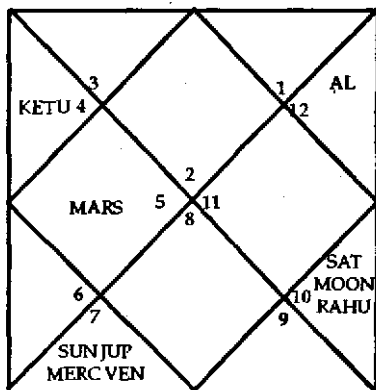 3
1
AL
KETU 4
12
2
MARS
5
11
8
SAT
MOON
RAHU
6
10
7
9
SUN JUP
MERC VEN